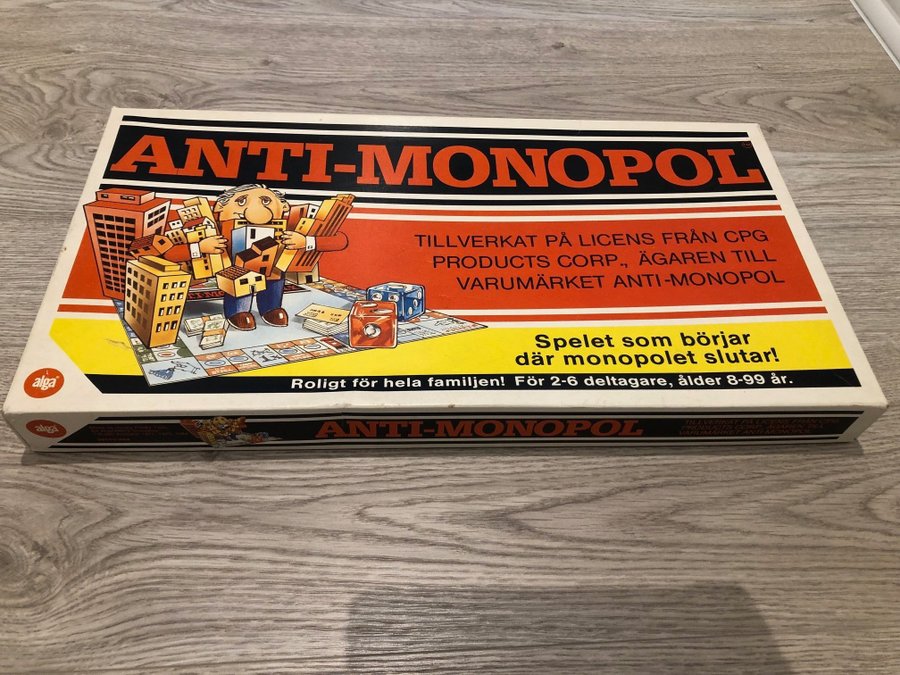 ANTI-MONOPOL
TILLVERKAT PÅ LICENS FRÅN CPG
PRODUCTS CORP., ÄGAREN TILL
VARUMÄRKET ANTI-MONOPOL
Spelet som börjar
där monopolet slutar!
Roligt för hela familjen! För 2-6 deltagare, ålder 8-99 år.
alga
alga
ANTI-MONOPOL